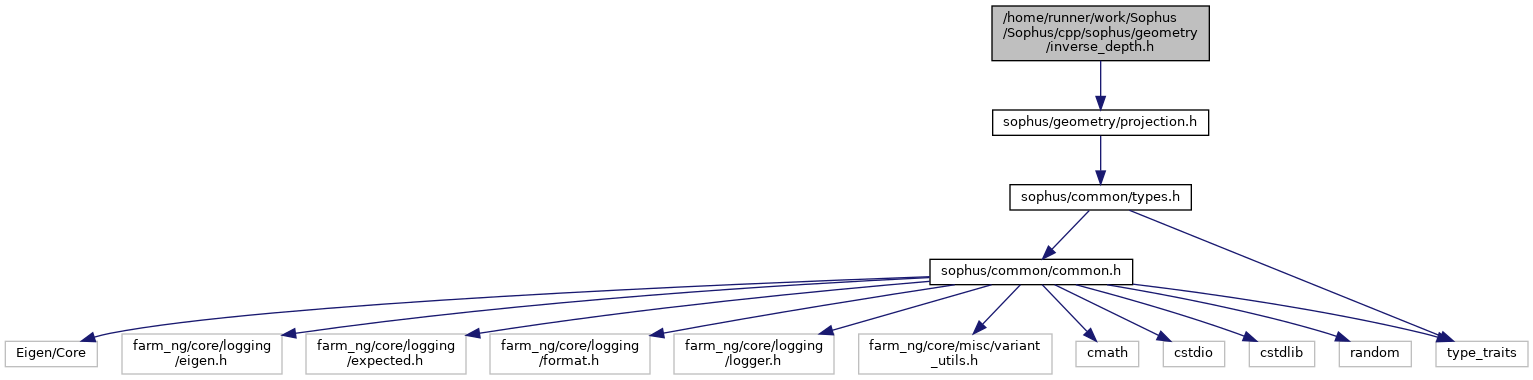 /home/runner/work/Sophus
/Sophus/cpp/sophus/geometry
/inverse_depth.h
sophus/geometry/projection.h
sophus/common/types.h
sophus/common/common.h
Eigen/Core
farm_ng/core/logging
/eigen.h
farm_ng/core/logging
/expected.h
farm_ng/core/logging
/format.h
farm_ng/core/logging
/logger.h
farm_ng/core/misc/variant
_utils.h
cmath
cstdio
cstdlib
random
type_traits